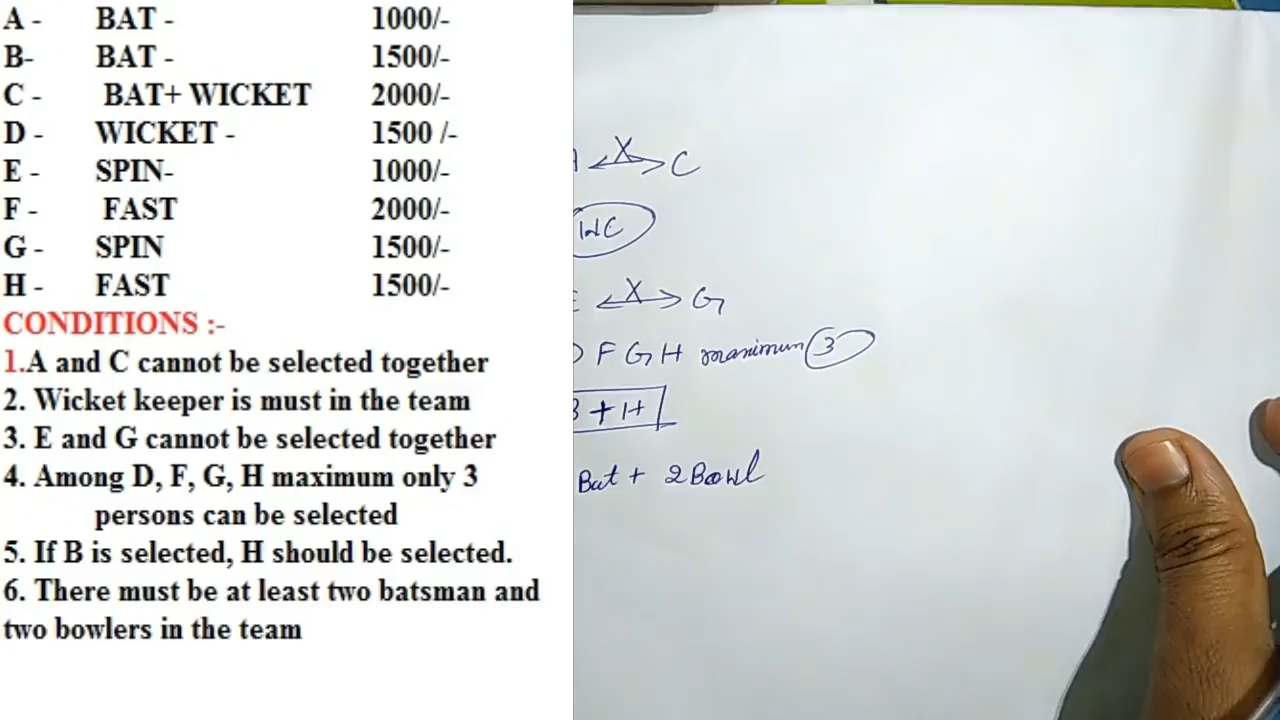 A - BAT - 1000/-
B- BAT - 1500/-
C - BAT+ WICKET 2000/-
D - WICKET - 1500 /-
E - SPIN- 1000/-
F - FAST 2000/-
G - SPIN 1500/-
H - FAST 1500/-
CONDITIONS :-
1.A and C cannot be selected together
2. Wicket keeper is must in the team
3. E and G cannot be selected together
4. Among D, F, G, H maximum only 3
persons can be selected
5. If B is selected, H should be selected.
6. There must be at least two batsman and
two bowlers in the team
X C
WC
X G
F G H maximum 3
+ H
Bat + 2 Bowl